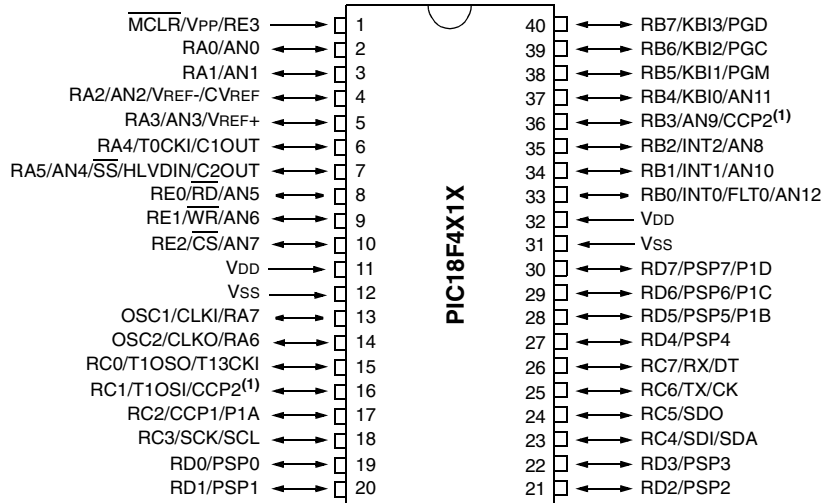 MCLR/VPP/RE3 1 40 RB7/KBI3/PGD
RA0/AN0 2 39 RB6/KBI2/PGC
RA1/AN1 3 38 RB5/KBI1/PGM
RA2/AN2/VREF-/CVREF 4 37 RB4/KBI0/AN11
RA3/AN3/VREF+ 5 36 RB3/AN9/CCP2(1)
RA4/T0CKI/C1OUT 6 35 RB2/INT2/AN8
RA5/AN4/SS/HLVDIN/C2OUT 7 34 RB1/INT1/AN10
RE0/RD/AN5 8 33 RB0/INT0/FLT0/AN12
RE1/WR/AN6 9 32 VDD
RE2/CS/AN7 10 31 VSS
VDD 11 30 RD7/PSP7/P1D
VSS 12 29 RD6/PSP6/P1C
OSC1/CLKI/RA7 13 28 RD5/PSP5/P1B
OSC2/CLKO/RA6 14 27 RD4/PSP4
RC0/T1OSO/T13CKI 15 26 RC7/RX/DT
RC1/T1OSI/CCP2(1) 16 25 RC6/TX/CK
RC2/CCP1/P1A 17 24 RC5/SDO
RC3/SCK/SCL 18 23 RC4/SDI/SDA
RD0/PSP0 19 22 RD3/PSP3
RD1/PSP1 20 21 RD2/PSP2
PIC18F4X1X